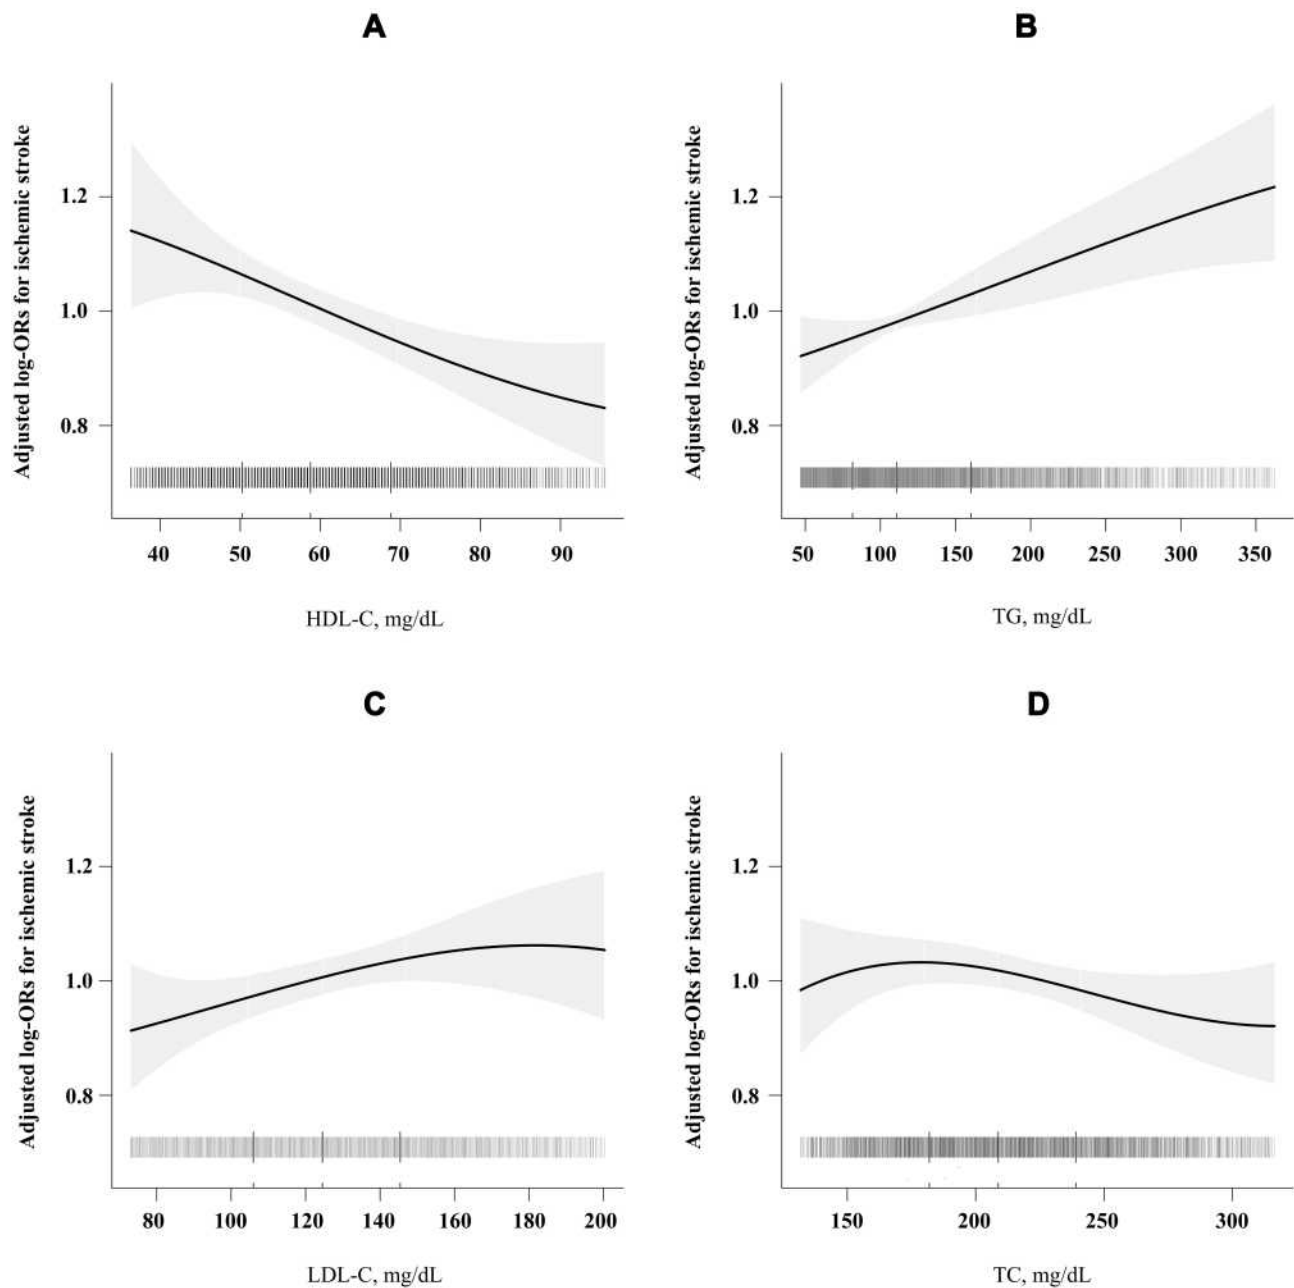 A
Adjusted log-ORs for ischemic stroke
1.2
1.0
0.8
40 50 60 70 80 90
HDL-C, mg/dL
B
Adjusted log-ORs for ischemic stroke
1.2
1.0
0.8
50 100 150 200 250 300 350
TG, mg/dL
C
Adjusted log-ORs for ischemic stroke
1.2
1.0
0.8
80 100 120 140 160 180 200
LDL-C, mg/dL
D
Adjusted log-ORs for ischemic stroke
1.2
1.0
0.8
150 200 250 300
TC, mg/dL